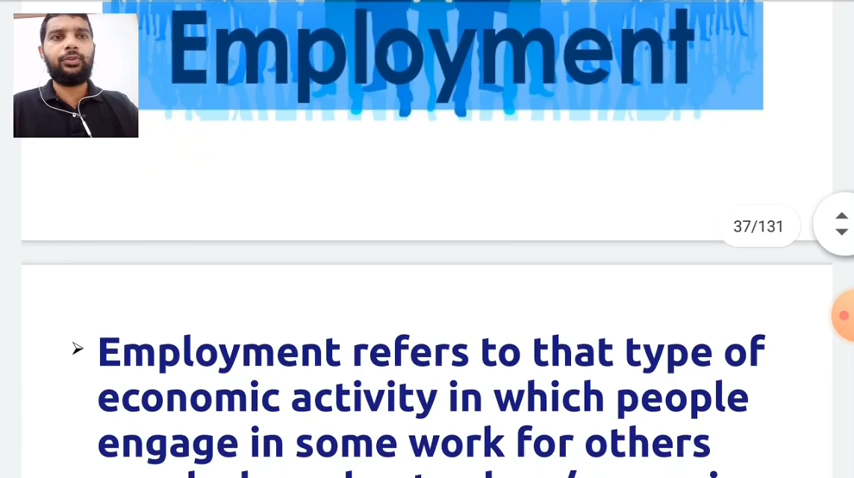 Employment
37/131
Employment refers to that type of
economic activity in which people
engage in some work for others